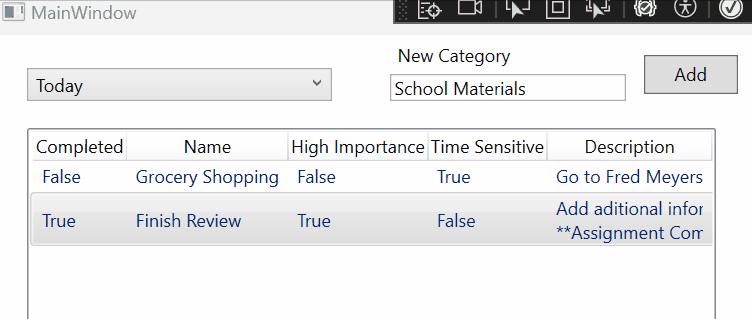 MainWindow
New Category
Today
School Materials
Add
Completed Name High Importance Time Sensitive Description
False Grocery Shopping False True Go to Fred Meyers
True Finish Review True False Add aditional infor
**Assignment Com